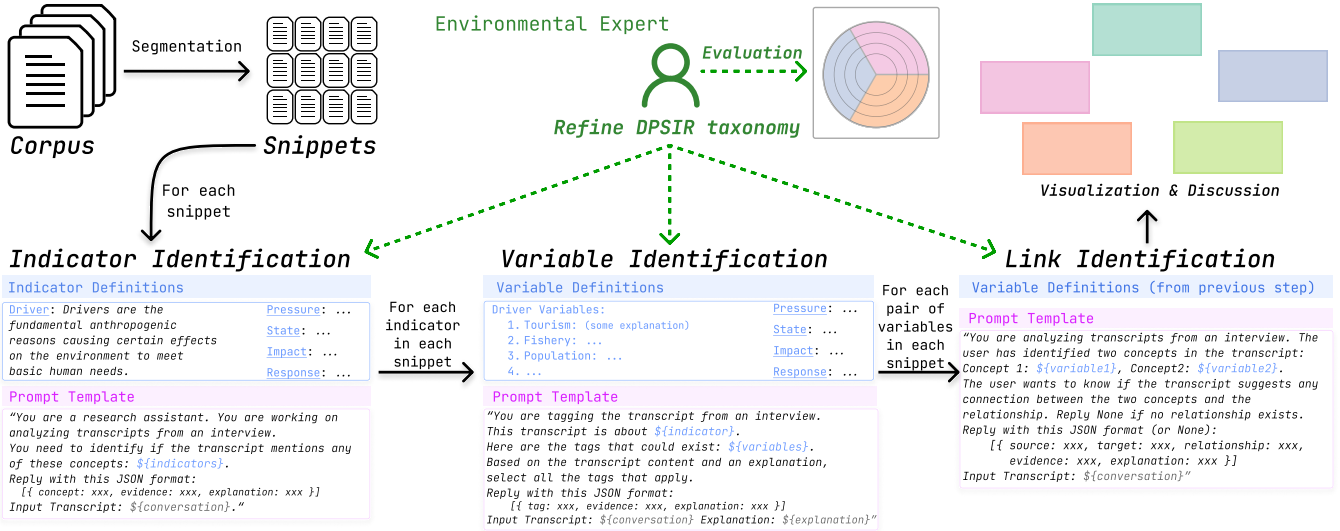 Segmentation
Corpus
Snippets
For each
snippet
Environmental Expert
Evaluation
Refine DPSIR taxonomy
Visualization & Discussion
Indicator Identification
Indicator Definitions
Driver: Drivers are the
fundamental anthropogenic
reasons causing certain effects
on the environment to meet
basic human needs.
Pressure: ...
State: ...
Impact: ...
Response: ...
Prompt Template
“You are a research assistant. You are working on
analyzing transcripts from an interview.
You need to identify if the transcript mentions any
of these concepts: ${indicators}.
Reply with this JSON format:
[{ concept: xxx, evidence: xxx, explanation: xxx }]
Input Transcript: ${conversation}.“
For each
indicator
in each
snippet
Variable Identification
Variable Definitions
Driver Variables:
1. Tourism: (some explanation)
2. Fishery: ...
3. Population: ...
4. ...
Pressure: ...
State: ...
Impact: ...
Response: ...
Prompt Template
“You are tagging the transcript from an interview.
This transcript is about ${indicator}.
Here are the tags that could exist: ${variables}.
Based on the transcript content and an explanation,
select all the tags that apply.
Reply with this JSON format:
[{ tag: xxx, evidence: xxx, explanation: xxx }]
Input Transcript: ${conversation} Explanation: ${explanation}”
For each
pair of
variables
in each
snippet
Link Identification
Variable Definitions (from previous step)
Prompt Template
“You are analyzing transcripts from an interview. The
user has identified two concepts in the transcript:
Concept 1: ${variable1}, Concept2: ${variable2}.
The user wants to know if the transcript suggests any
connection between the two concepts and the
relationship. Reply None if no relationship exists.
Reply with this JSON format (or None):
[{ source: xxx, target: xxx, relationship: xxx,
evidence: xxx, explanation: xxx }]
Input Transcript: ${conversation}”